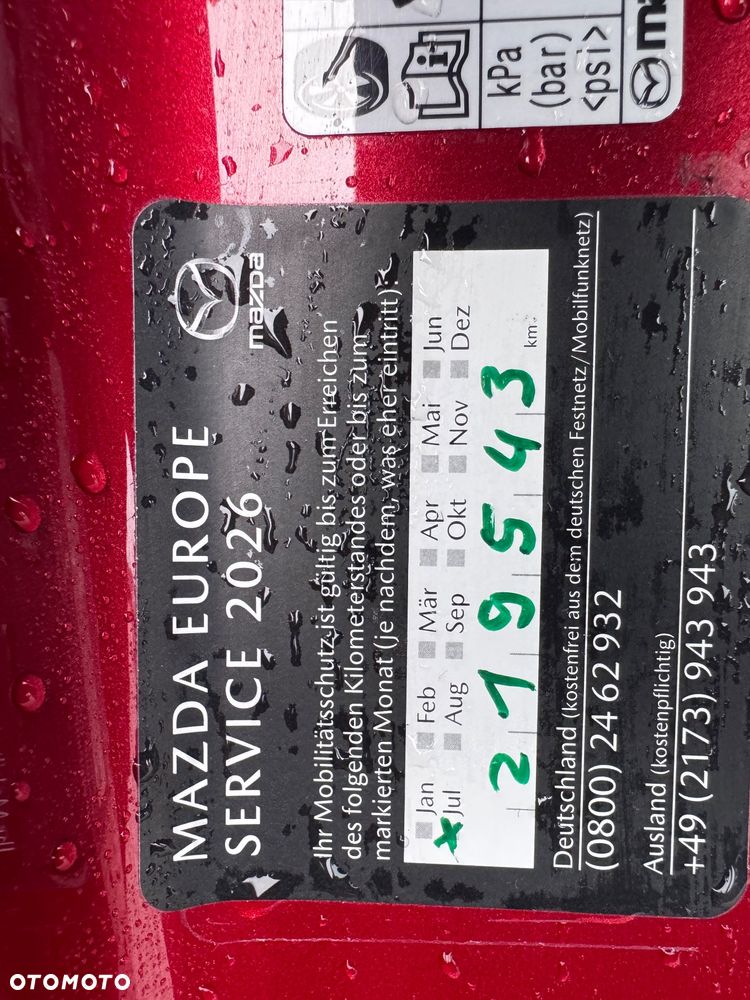 kPa
(bar)
<psi>
maz
mazda
MAZDA EUROPE
SERVICE 2026
Ihr Mobilitätsschutz ist gültig bis zum Erreichen
des folgenden Kilometerstandes oder bis zum
markierten Monat (je nachdem, was eher eintritt):
Jan Feb Mär Apr Mai Jun
Jul Aug Sep Okt Nov Dez
219543 km
Deutschland (kostenfrei aus dem deutschen Festnetz/Mobilfunknetz)
(0800) 24 62 932
Ausland (kostenpflichtig)
+49 (2173) 943 943
OTOMOTO